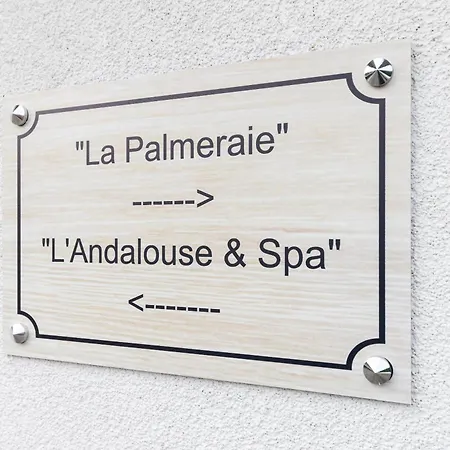 "La Palmeraie"
------>
"L'Andalouse & Spa"
<-------